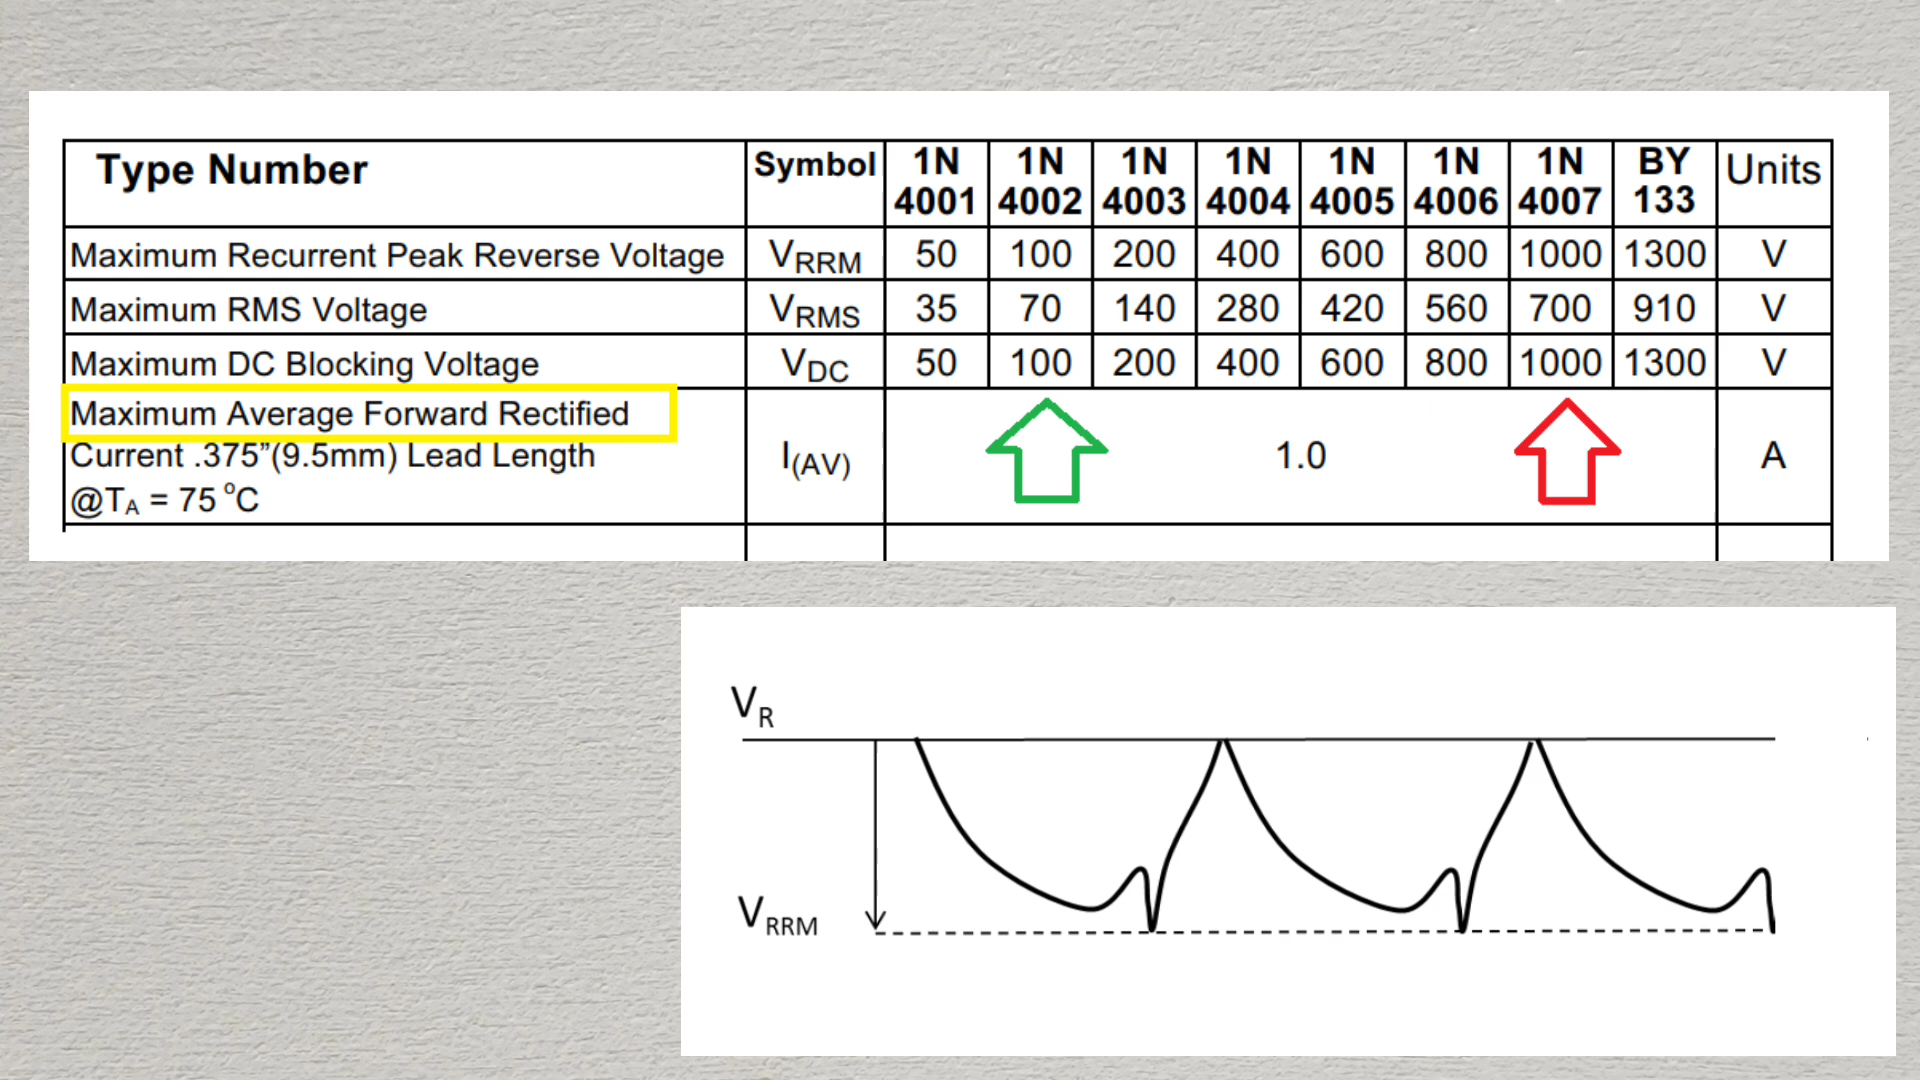 Type Number Symbol 1N 4001 1N 4002 1N 4003 1N 4004 1N 4005 1N 4006 1N 4007 BY 133 Units
Maximum Recurrent Peak Reverse Voltage VRRM 50 100 200 400 600 800 1000 1300 V
Maximum RMS Voltage VRMS 35 70 140 280 420 560 700 910 V
Maximum DC Blocking Voltage VDC 50 100 200 400 600 800 1000 1300 V
Maximum Average Forward Rectified
Current .375”(9.5mm) Lead Length I(AV) 1.0 A
@TA = 75 °C
VR
VRRM